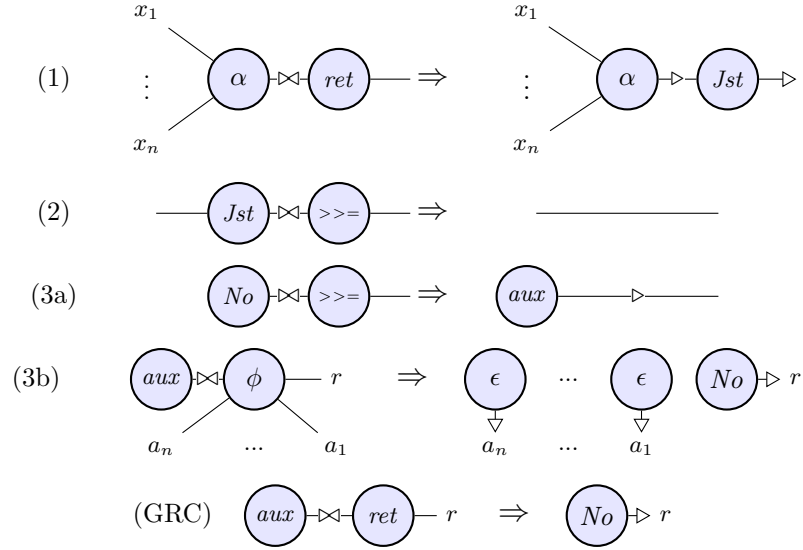 x₁ x₁
(1) ⋮ α ret ⇒ ⋮ α Jst
xₙ xₙ
(2) Jst >>= ⇒
(3a) No >>= ⇒ aux
(3b) aux ϕ r ⇒ ϵ ... ϵ No r
aₙ ... a₁ aₙ ... a₁
(GRC) aux ret r ⇒ No r